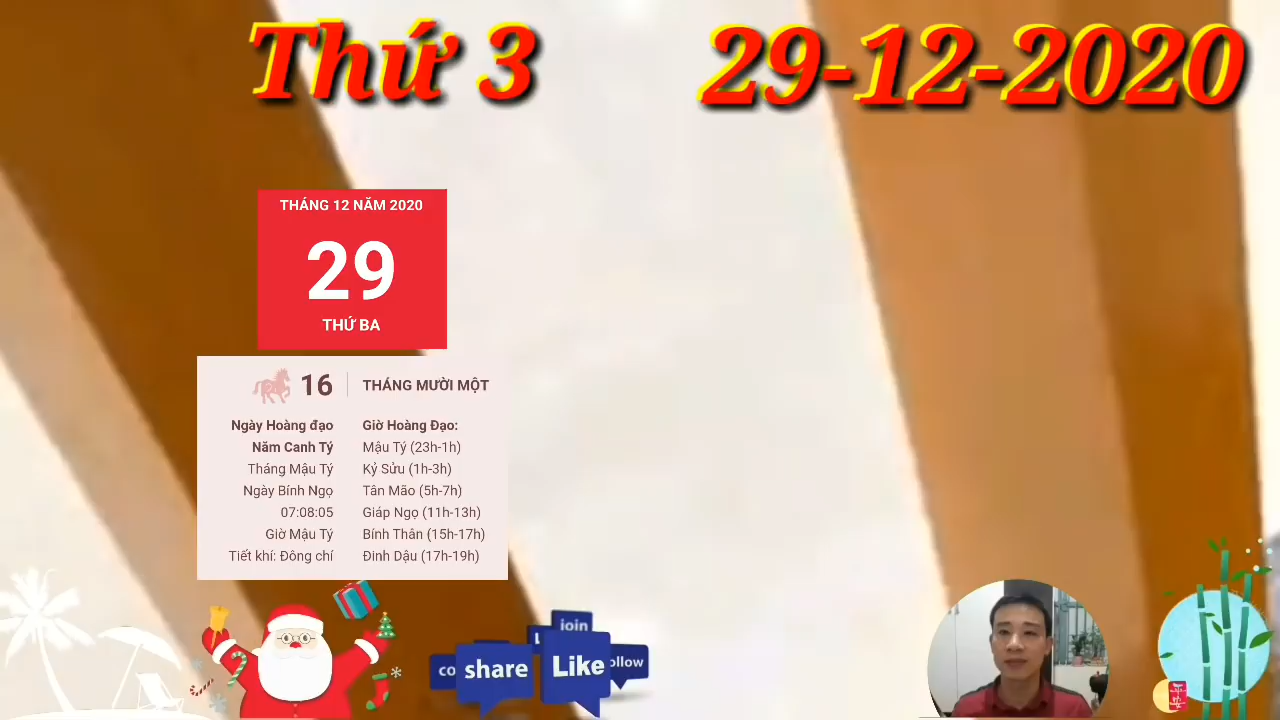 Thứ 3 29-12-2020
THÁNG 12 NĂM 2020
29
THỨ BA
16 THÁNG MƯỜI MỘT
Ngày Hoàng đạo
Năm Canh Tý
Tháng Mậu Tý
Ngày Bính Ngọ
07:08:05
Giờ Mậu Tý
Tiết khí: Đông chí
Giờ Hoàng Đạo:
Mậu Tý (23h-1h)
Kỷ Sửu (1h-3h)
Tân Mão (5h-7h)
Giáp Ngọ (11h-13h)
Bính Thân (15h-17h)
Đinh Dậu (17h-19h)
join
share
Like
ollow
co